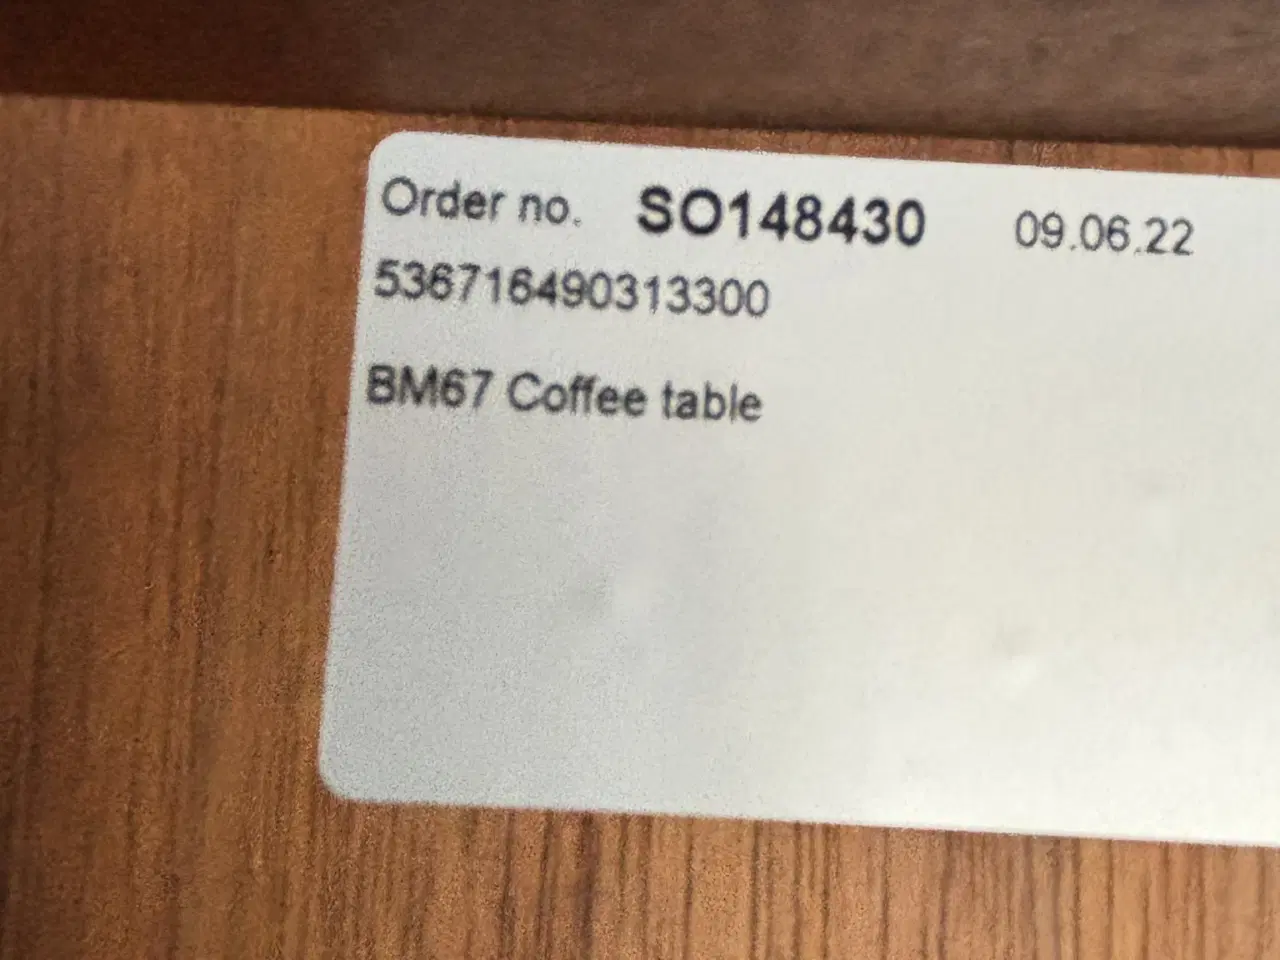 Order no. SO148430 09.06.22
536716490313300
BM67 Coffee table